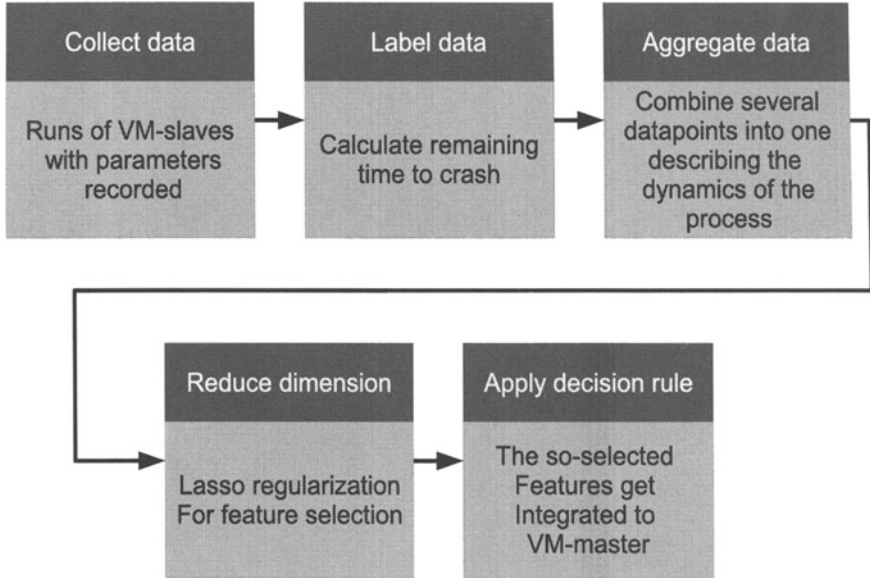 Collect data
Runs of VM-slaves
with parameters
recorded
Label data
Calculate remaining
time to crash
Aggregate data
Combine several
datapoints into one
describing the
dynamics of the
process
Reduce dimension
Lasso regularization
For feature selection
Apply decision rule
The so-selected
Features get
Integrated to
VM-master